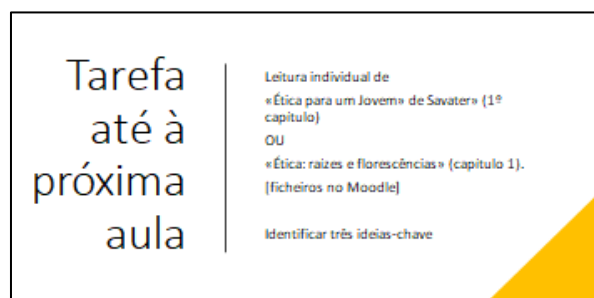 Tarefa
até à
próxima
aula
Leitura individual de
«Ética para um Jovem» de Savater» (1º
capítulo)
OU
«Ética: raízes e florescências» (capítulo 1).
[ficheiros no Moodle]
Identificar três ideias-chave